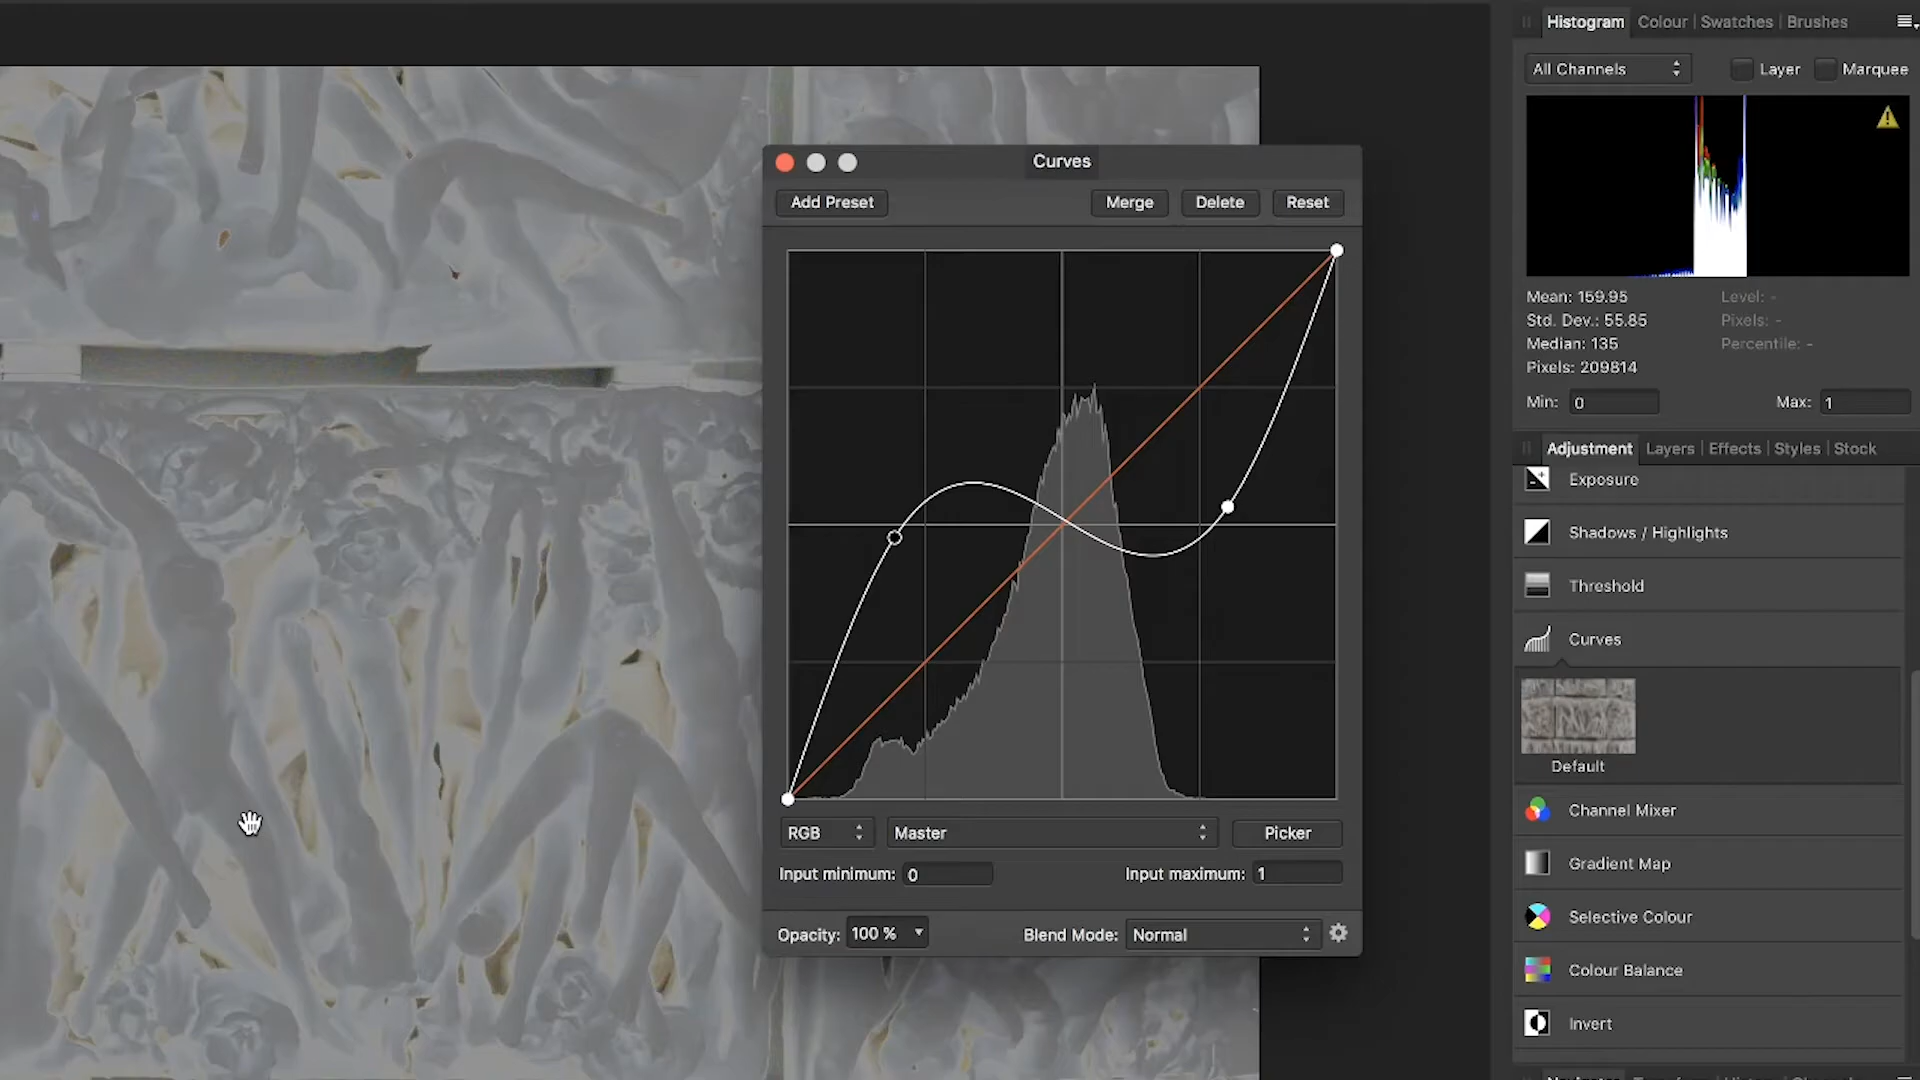 Histogram Colour Swatches Brushes
All Channels Layer Marquee
Mean: 159.95 Level: -
Std. Dev.: 55.85 Pixels: -
Median: 135 Percentile: -
Pixels: 209814
Min: 0 Max: 1
Curves
Add Preset Merge Delete Reset
RGB Master Picker
Input minimum: 0 Input maximum: 1
Opacity: 100 % Blend Mode: Normal
Adjustment Layers Effects Styles Stock
Exposure
Shadows / Highlights
Threshold
Curves
Default
Channel Mixer
Gradient Map
Selective Colour
Colour Balance
Invert